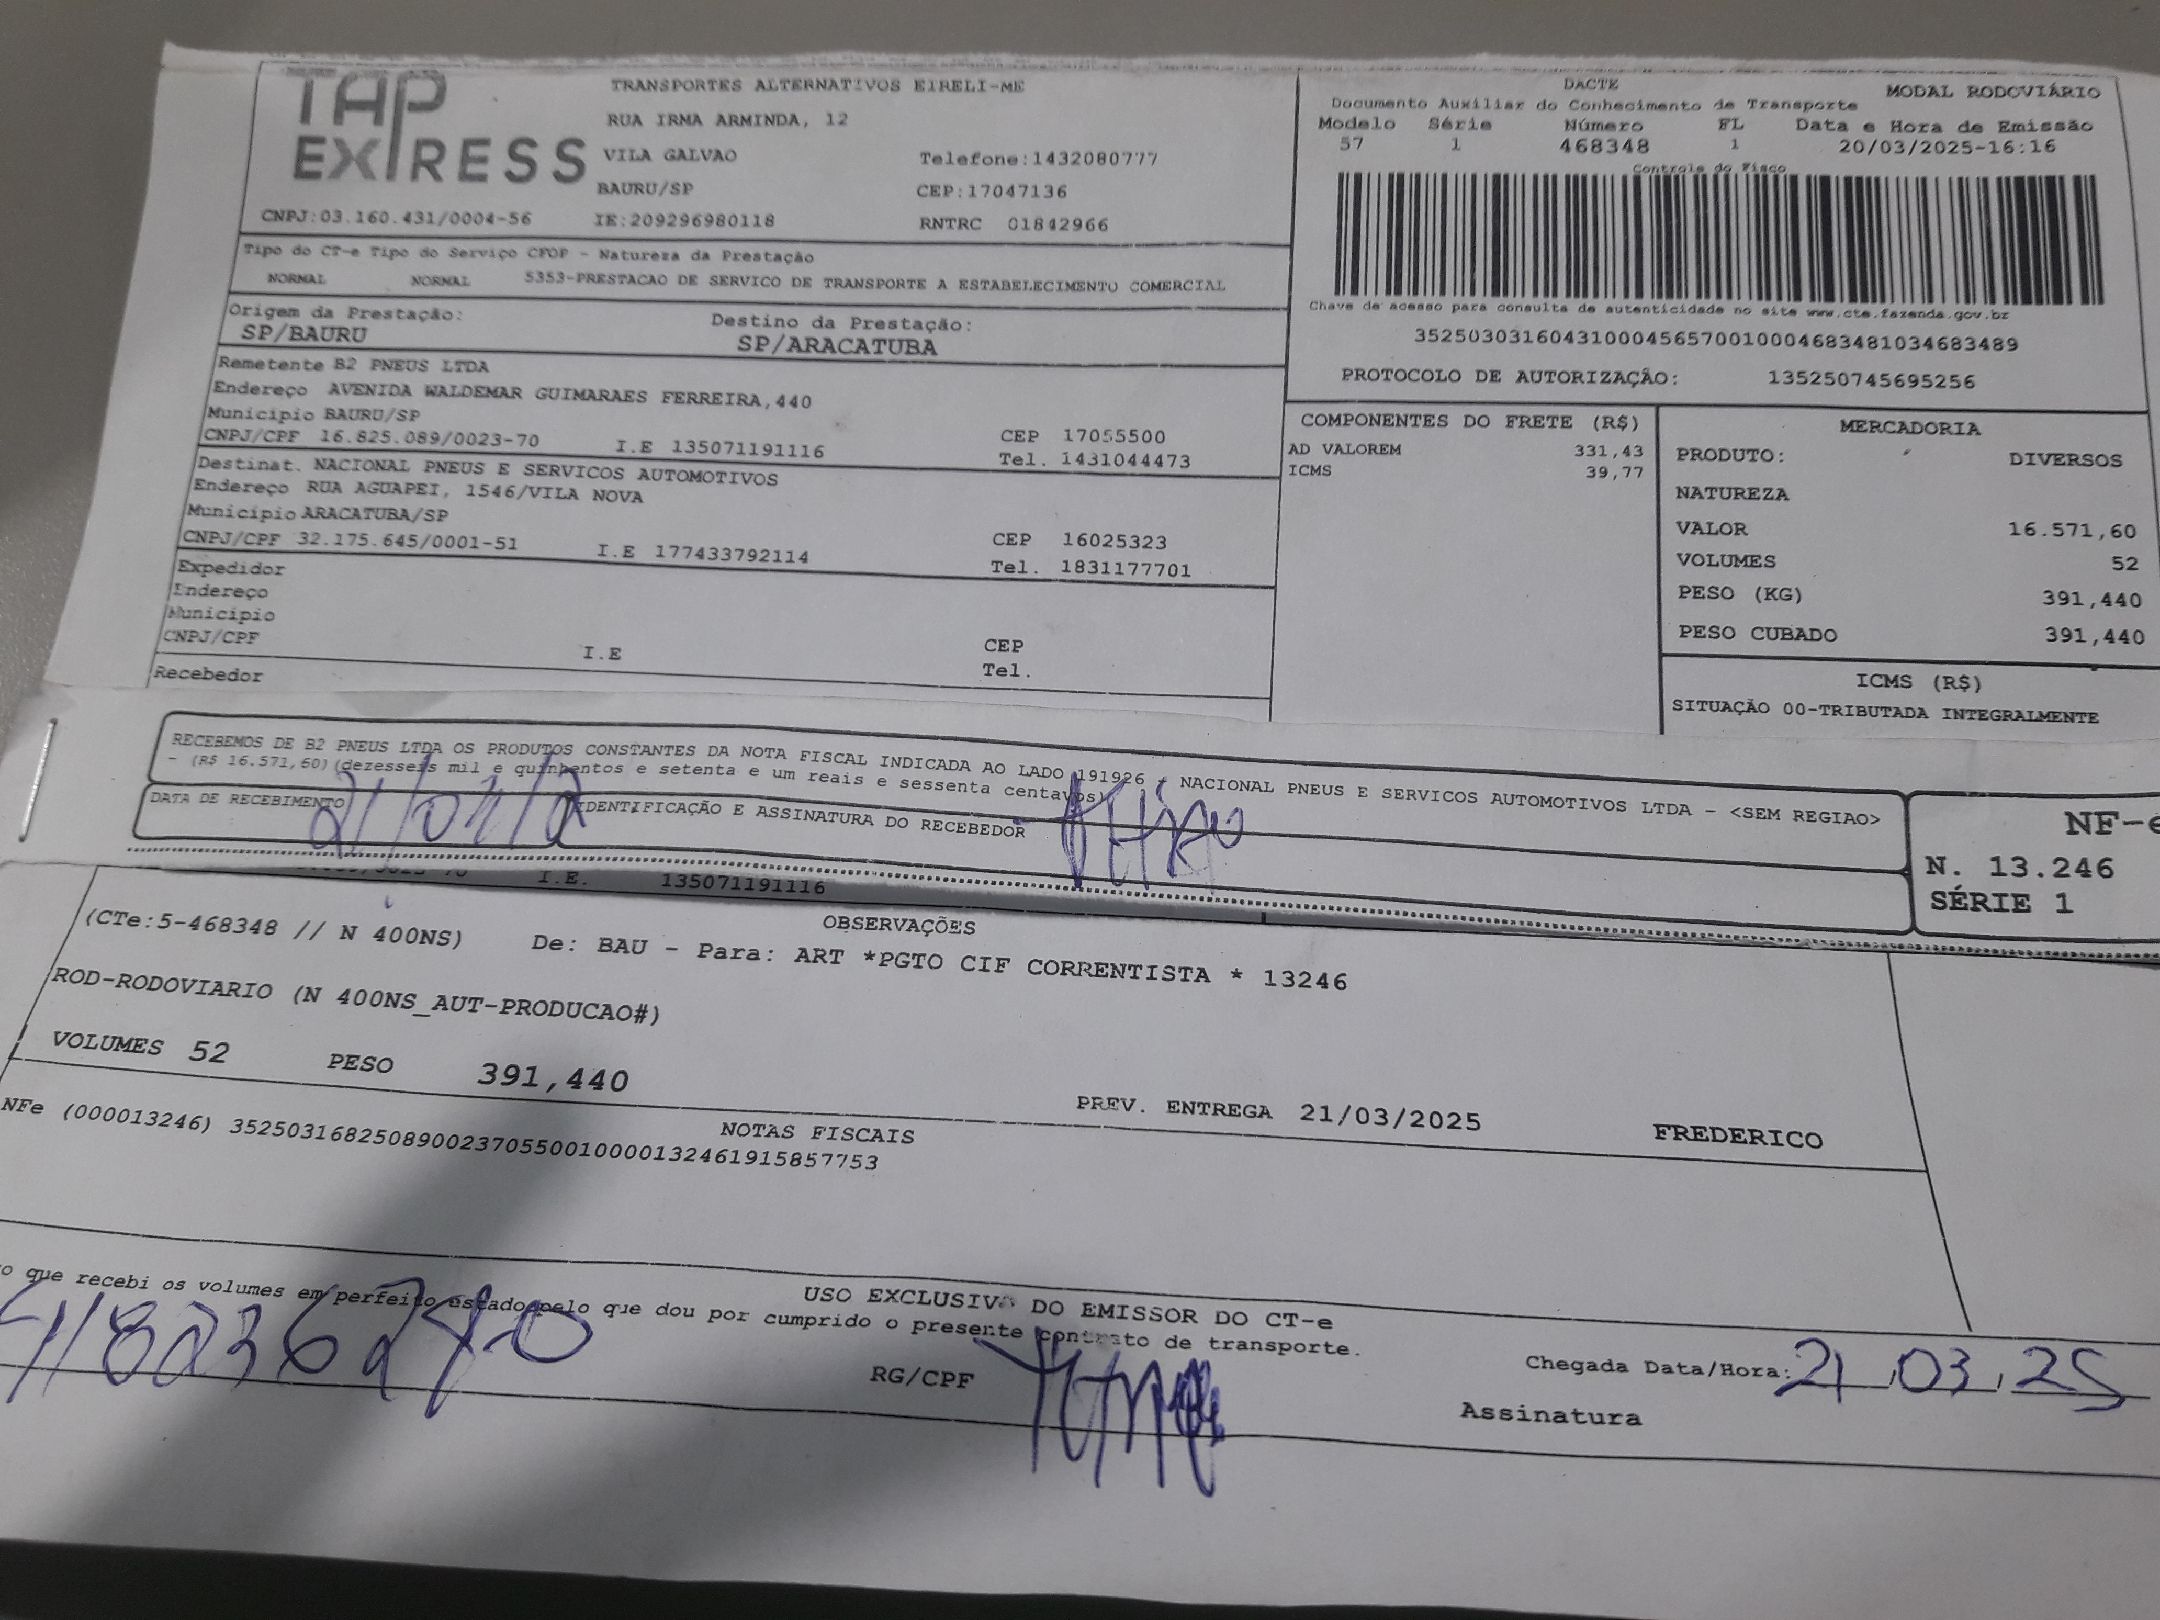 TAP EXPRESS
TRANSPORTES ALTERNATIVOS EIRELI-ME
RUA IRMA ARMINDA, 12
VILA GALVAO Telefone:1432080777
BAURU/SP CEP:17047136
CNPJ:03.160.431/0004-56 IE:209296980118 RNTRC 01842966
Tipo do CT-e Tipo do Serviço CFOP - Natureza da Prestação
NORMAL NORMAL 5353-PRESTACAO DE SERVICO DE TRANSPORTE A ESTABELECIMENTO COMERCIAL
Origem da Prestação: Destino da Prestação:
SP/BAURU SP/ARACATUBA
Remetente B2 PNEUS LTDA
Endereço AVENIDA WALDEMAR GUIMARAES FERREIRA,440
Municipio BAURU/SP CEP 17055500
CNPJ/CPF 16.825.089/0023-70 I.E 135071191116 Tel. 1431044473
Destinat. NACIONAL PNEUS E SERVICOS AUTOMOTIVOS
Endereço RUA AGUAPEI, 1546/VILA NOVA
Municipio ARACATUBA/SP CEP 16025323
CNPJ/CPF 32.175.645/0001-51 I.E 177433792114 Tel. 1831177701
Expedidor
Endereço
Municipio
CNPJ/CPF I.E CEP
Tel.
Recebedor
DACTE MODAL RODOVIÁRIO
Documento Auxiliar do Conhecimento de Transporte
Modelo Série Número FL Data e Hora de Emissão
57 1 468348 1 20/03/2025-16:16
Controle do Fisco
Chave de acesso para consulta de autenticidade no site www.cte.fazenda.gov.br
35250303160431000456570010004683481034683489
PROTOCOLO DE AUTORIZAÇÃO: 135250745695256
COMPONENTES DO FRETE (R$)
AD VALOREM 331,43
ICMS 39,77
MERCADORIA
PRODUTO: DIVERSOS
NATUREZA
VALOR 16.571,60
VOLUMES 52
PESO (KG) 391,440
PESO CUBADO 391,440
ICMS (R$)
SITUAÇÃO 00-TRIBUTADA INTEGRALMENTE
RECEBEMOS DE B2 PNEUS LTDA OS PRODUTOS CONSTANTES DA NOTA FISCAL INDICADA AO LADO 191926 - NACIONAL PNEUS E SERVICOS AUTOMOTIVOS LTDA - <SEM REGIAO>
- (R$ 16.571,60)(dezesseis mil e quinhentos e setenta e um reais e sessenta centavos)
DATA DE RECEBIMENTO IDENTIFICAÇÃO E ASSINATURA DO RECEBEDOR
NF-e
N. 13.246
SÉRIE 1
I.E. 135071191116
OBSERVAÇÕES
(CTe:5-468348 // N 400NS) De: BAU - Para: ART *PGTO CIF CORRENTISTA * 13246
ROD-RODOVIARIO (N 400NS_AUT-PRODUCAO#)
VOLUMES 52 PESO 391,440
PREV. ENTREGA 21/03/2025 FREDERICO
NOTAS FISCAIS
NFe (000013246) 35250316825089002370550010000132461915857753
USO EXCLUSIVO DO EMISSOR DO CT-e
que recebi os volumes em perfeito estado pelo que dou por cumprido o presente contrato de transporte.
RG/CPF
Chegada Data/Hora: 21,03,25
Assinatura